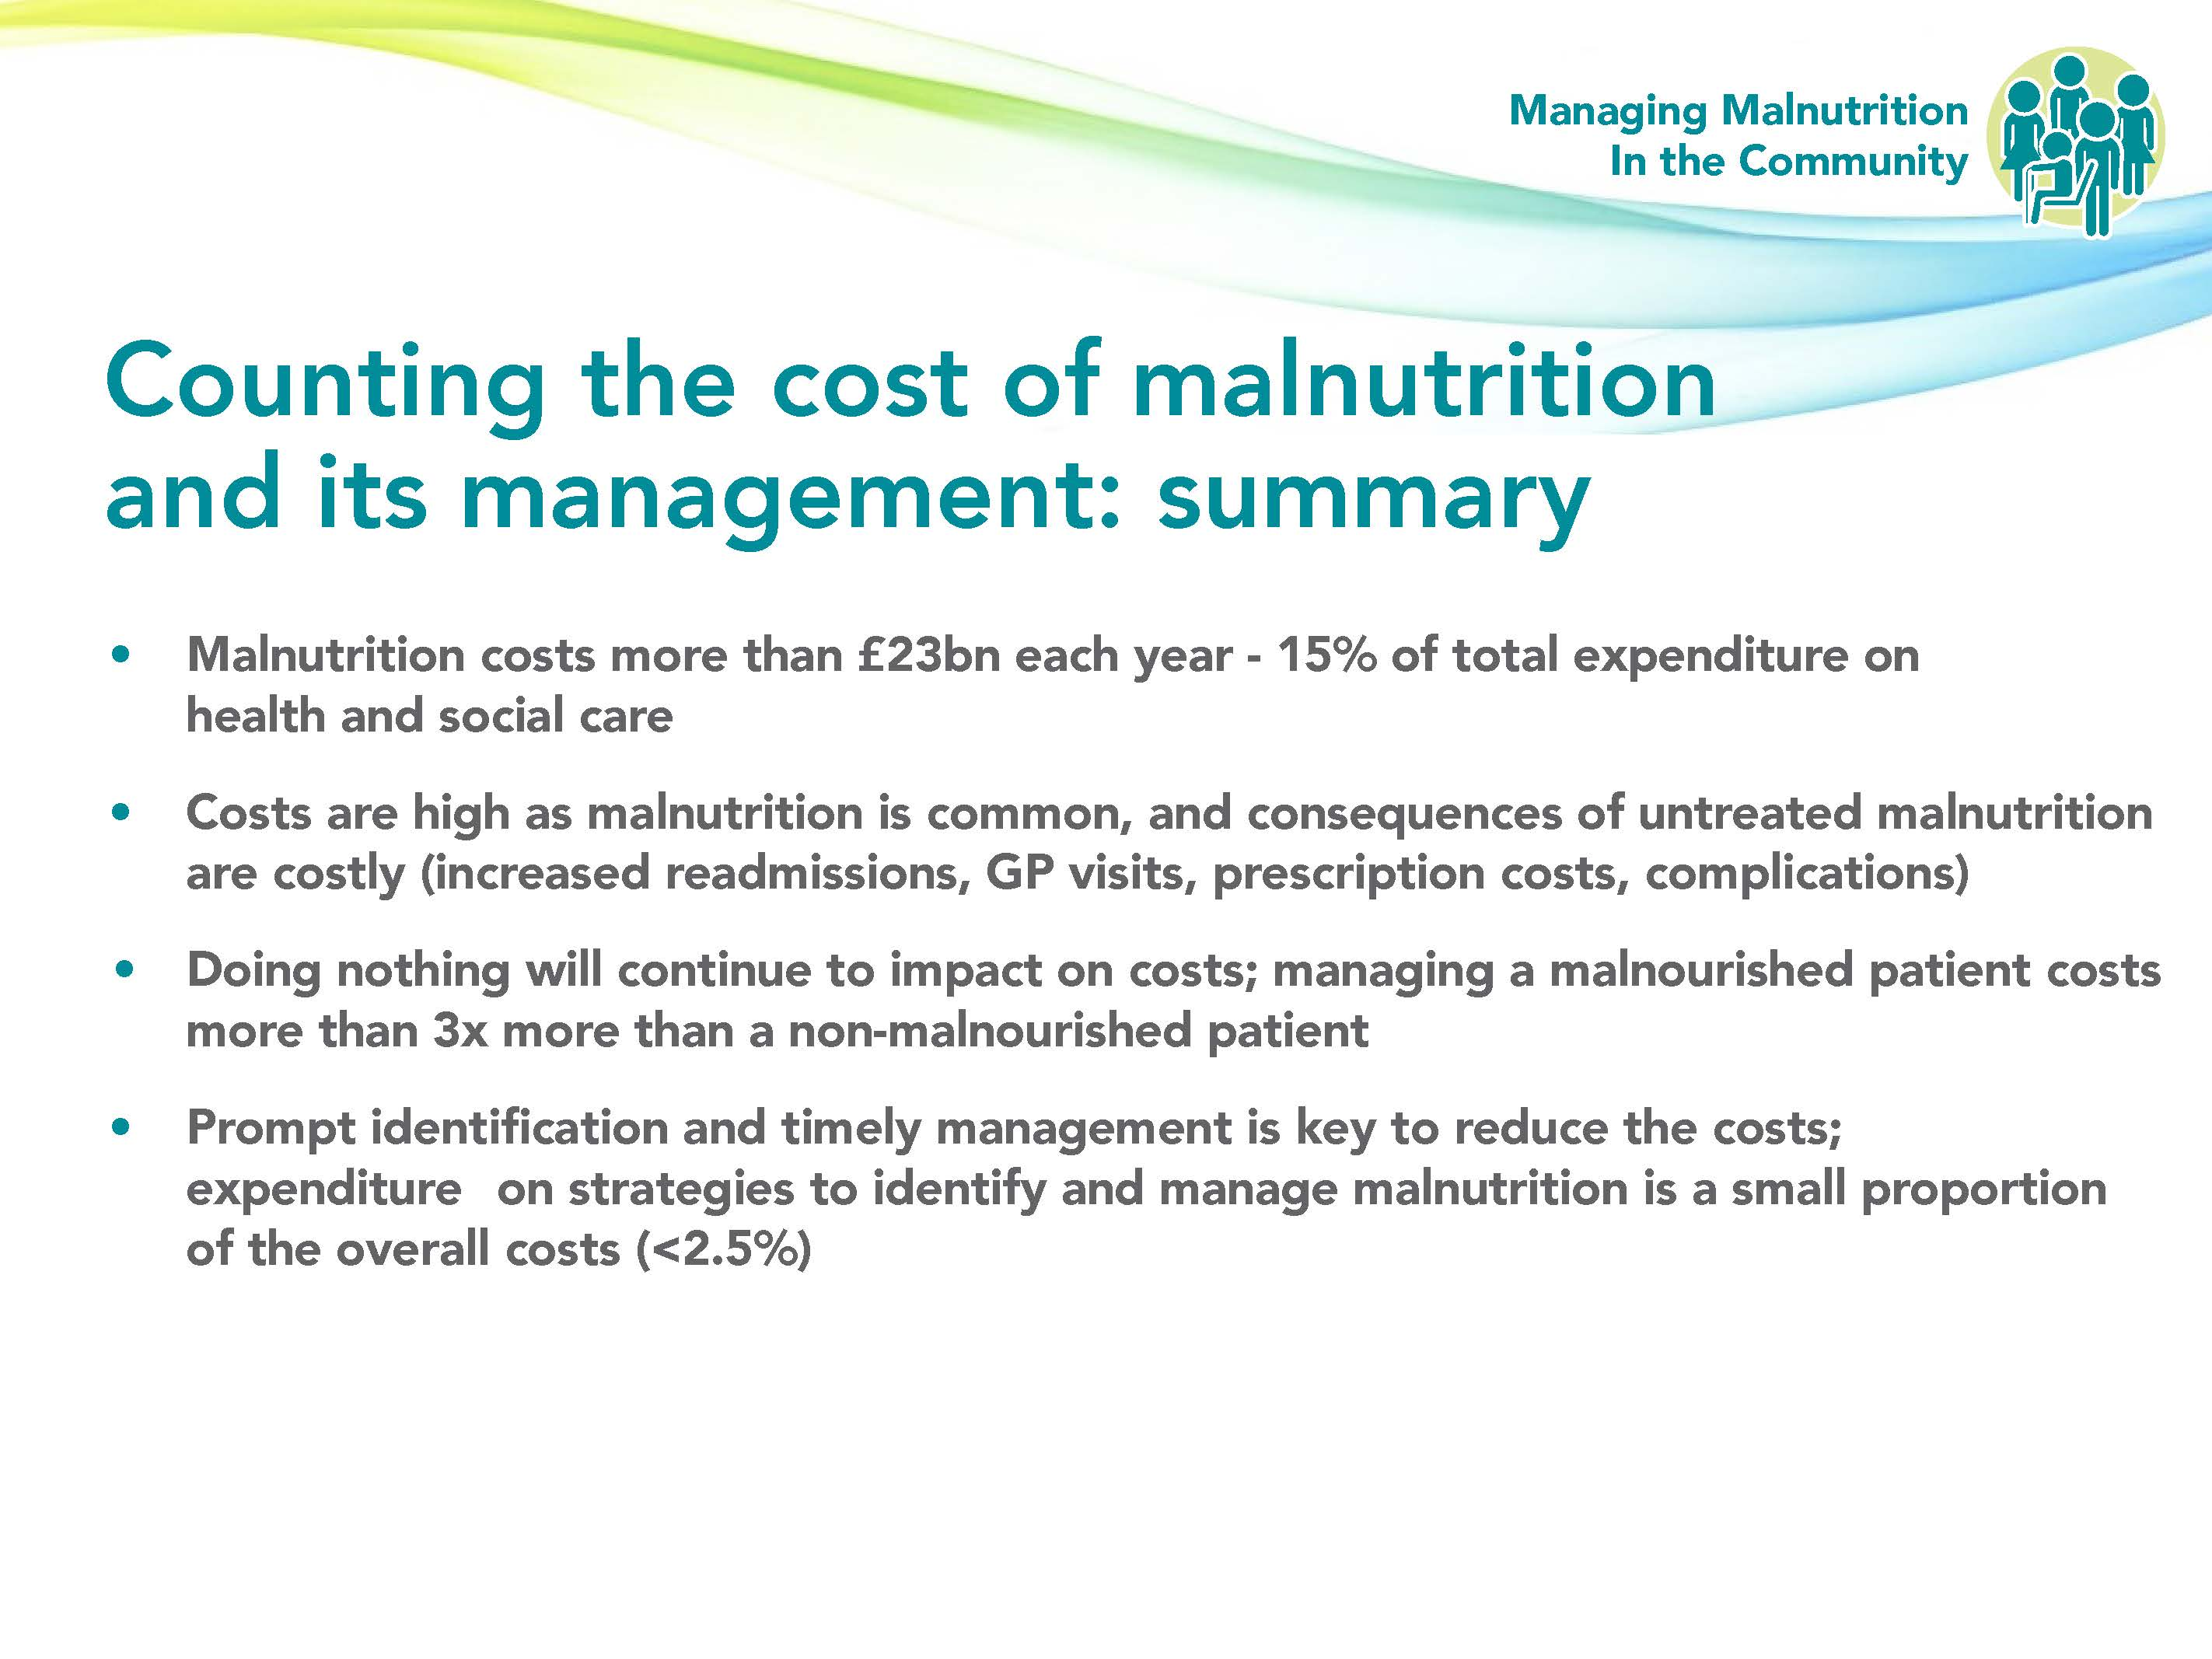 Managing Malnutrition
In the Community
Counting the cost of malnutrition
and its management: summary
• Malnutrition costs more than £23bn each year - 15% of total expenditure on
health and social care
• Costs are high as malnutrition is common, and consequences of untreated malnutrition
are costly (increased readmissions, GP visits, prescription costs, complications)
• Doing nothing will continue to impact on costs; managing a malnourished patient costs
more than 3x more than a non-malnourished patient
• Prompt identification and timely management is key to reduce the costs;
expenditure on strategies to identify and manage malnutrition is a small proportion
of the overall costs (<2.5%)